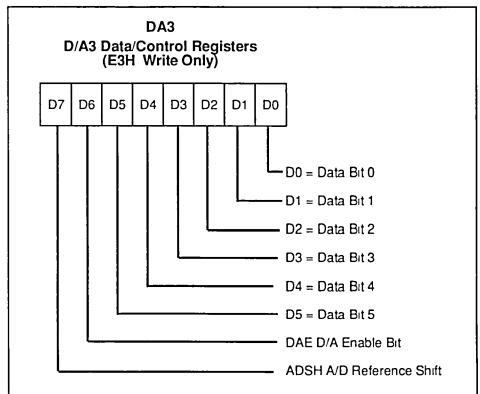 DA3
D/A3 Data/Control Registers
(E3H Write Only)
D7 D6 D5 D4 D3 D2 D1 D0
D0 = Data Bit 0
D1 = Data Bit 1
D2 = Data Bit 2
D3 = Data Bit 3
D4 = Data Bit 4
D5 = Data Bit 5
DAE D/A Enable Bit
ADSH A/D Reference Shift